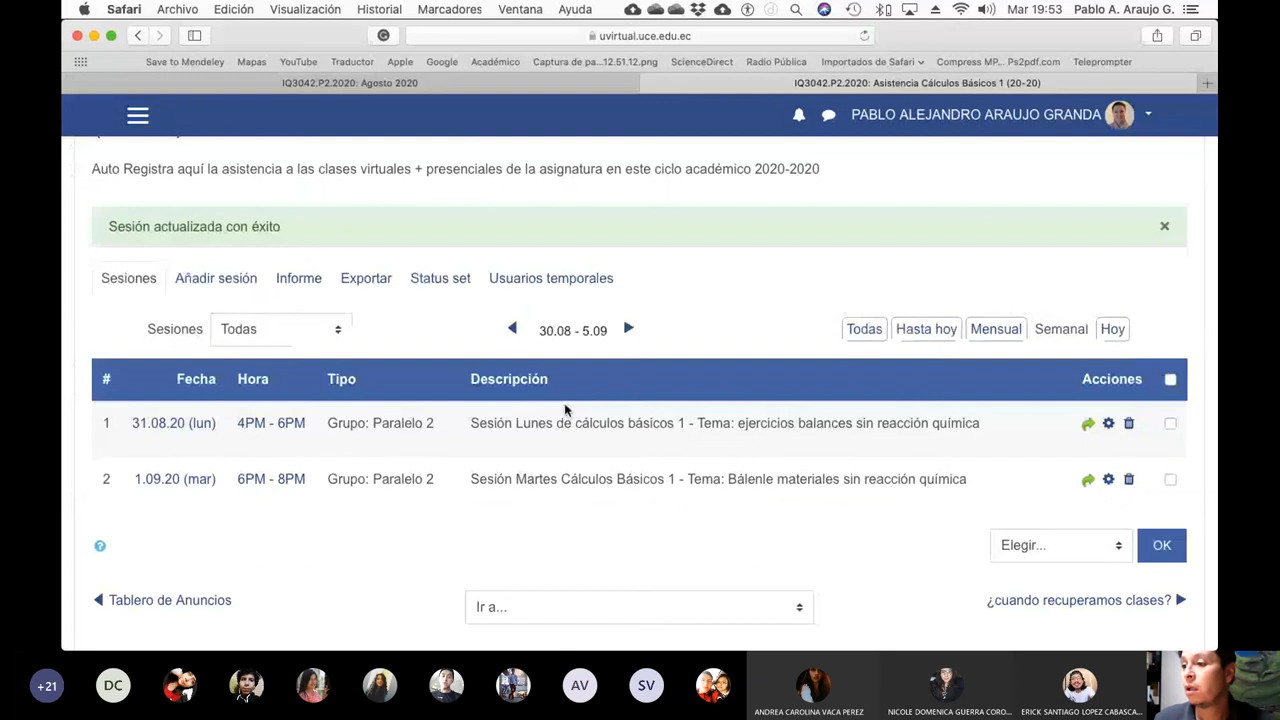 Safari Archivo Edición Visualización Historial Marcadores Ventana Ayuda Mar 19:53 Pablo A. Araujo G.
uvirtual.uce.edu.ec
Save to Mendeley Mapas YouTube Traductor Apple Google Académico Captura de pa...12.51.12.png ScienceDirect Radio Pública Importados de Safari Compress MP... Ps2pdf.com Teleprompter
IQ3042.P2.2020: Agosto 2020 IQ3042.P2.2020: Asistencia Cálculos Básicos 1 (20-20)
PABLO ALEJANDRO ARAUJO GRANDA
Auto Registra aquí la asistencia a las clases virtuales + presenciales de la asignatura en este ciclo académico 2020-2020
Sesión actualizada con éxito ×
Sesiones Añadir sesión Informe Exportar Status set Usuarios temporales
Sesiones Todas 30.08 - 5.09 Todas Hasta hoy Mensual Semanal Hoy
# Fecha Hora Tipo Descripción Acciones
1 31.08.20 (lun) 4PM - 6PM Grupo: Paralelo 2 Sesión Lunes de cálculos básicos 1 - Tema: ejercicios balances sin reacción química
2 1.09.20 (mar) 6PM - 8PM Grupo: Paralelo 2 Sesión Martes Cálculos Básicos 1 - Tema: Bálenle materiales sin reacción química
Elegir... OK
Tablero de Anuncios Ir a... ¿cuando recuperamos clases?
+21 DC AV SV
ANDREA CAROLINA VACA PEREZ NICOLE DOMENICA GUERRA CORO... ERICK SANTIAGO LOPEZ CABASCA...